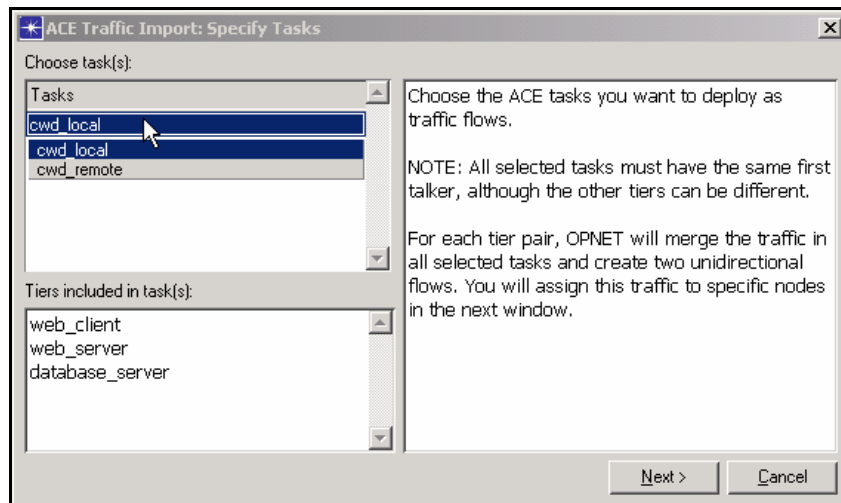 ACE Traffic Import: Specify Tasks
Choose task(s):
Tasks
cwd_local
cwd_local
cwd_remote
Tiers included in task(s):
web_client
web_server
database_server
Choose the ACE tasks you want to deploy as
traffic flows.
NOTE: All selected tasks must have the same first
talker, although the other tiers can be different.
For each tier pair, OPNET will merge the traffic in
all selected tasks and create two unidirectional
flows. You will assign this traffic to specific nodes
in the next window.
Next >
Cancel